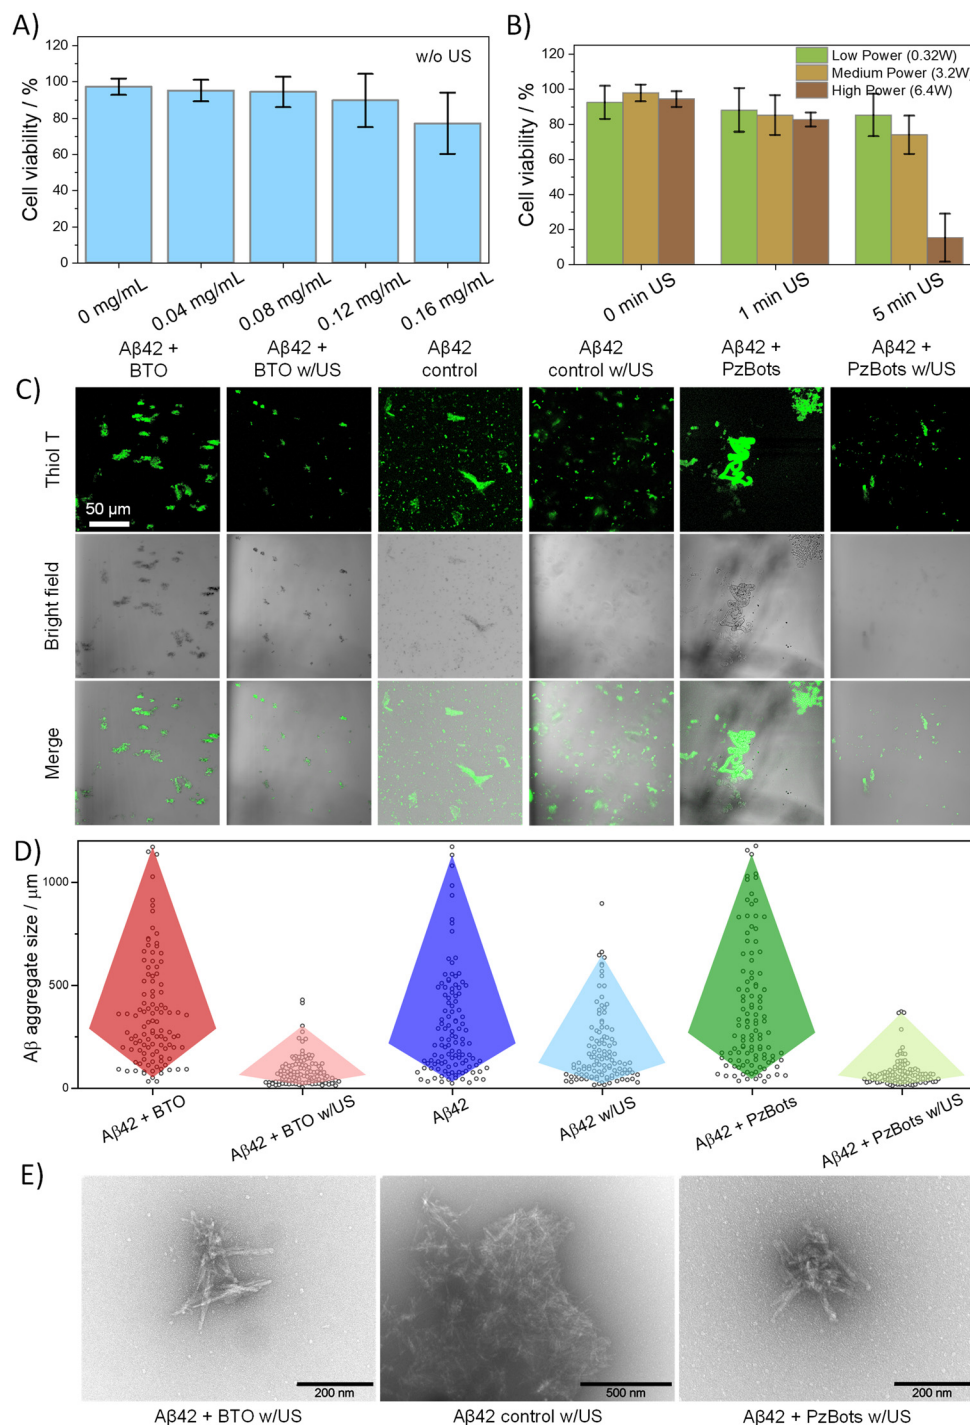 A)
w/o US
120
100
80
60
40
20
0
Cell viability / %
0 mg/mL
0.04 mg/mL
0.08 mg/mL
0.12 mg/mL
0.16 mg/mL
B)
Low Power (0.32W)
Medium Power (3.2W)
High Power (6.4W)
120
100
80
60
40
20
0
Cell viability / %
0 min US
1 min US
5 min US
C)
Aβ42 +
BTO
Aβ42 +
BTO w/US
Aβ42
control
Aβ42
control w/US
Aβ42 +
PzBots
Aβ42 +
PzBots w/US
Thiol T
50 μm
Bright field
Merge
D)
Aβ aggregate size / μm
1000
500
0
Aβ42 + BTO
Aβ42 + BTO w/US
Aβ42
Aβ42 w/US
Aβ42 + PzBots
Aβ42 + PzBots w/US
E)
200 nm
500 nm
200 nm
Aβ42 + BTO w/US
Aβ42 control w/US
Aβ42 + PzBots w/US